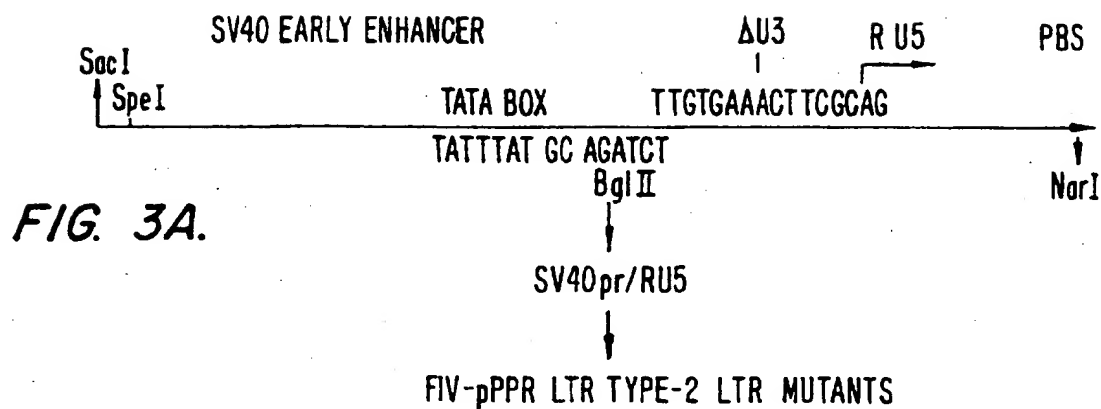 SV40 EARLY ENHANCER ΔU3 R U5 PBS
SacI
SpeI TATA BOX TTGTGAAACTTCGCAG
TATTTAT GC AGATCT
BglII NarI
FIG. 3A.
SV40pr/RU5
FIV-pPPR LTR TYPE-2 LTR MUTANTS